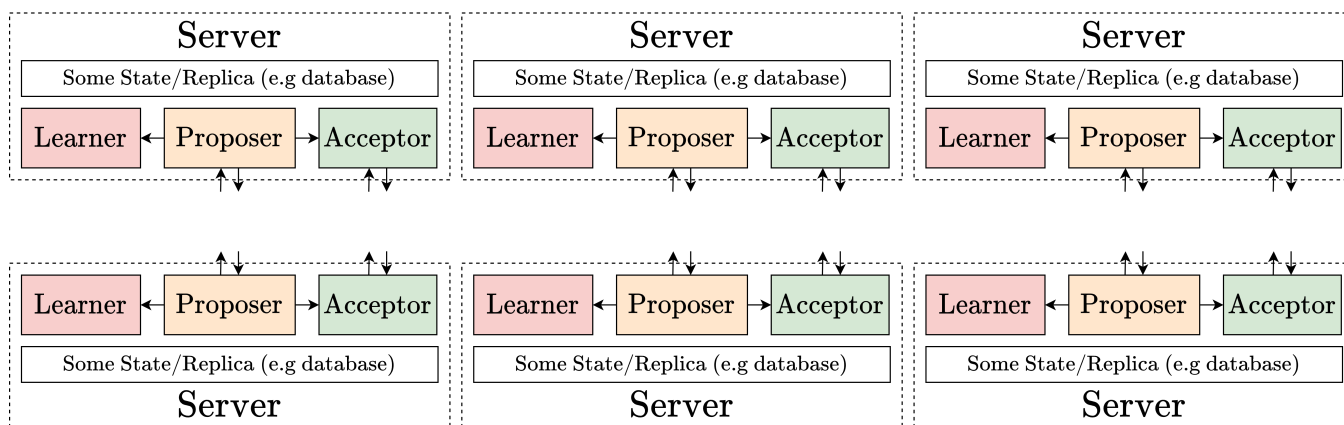 Server Server Server
Some State/Replica (e.g database) Some State/Replica (e.g database) Some State/Replica (e.g database)
Learner Proposer Acceptor Learner Proposer Acceptor Learner Proposer Acceptor
Learner Proposer Acceptor Learner Proposer Acceptor Learner Proposer Acceptor
Some State/Replica (e.g database) Some State/Replica (e.g database) Some State/Replica (e.g database)
Server Server Server